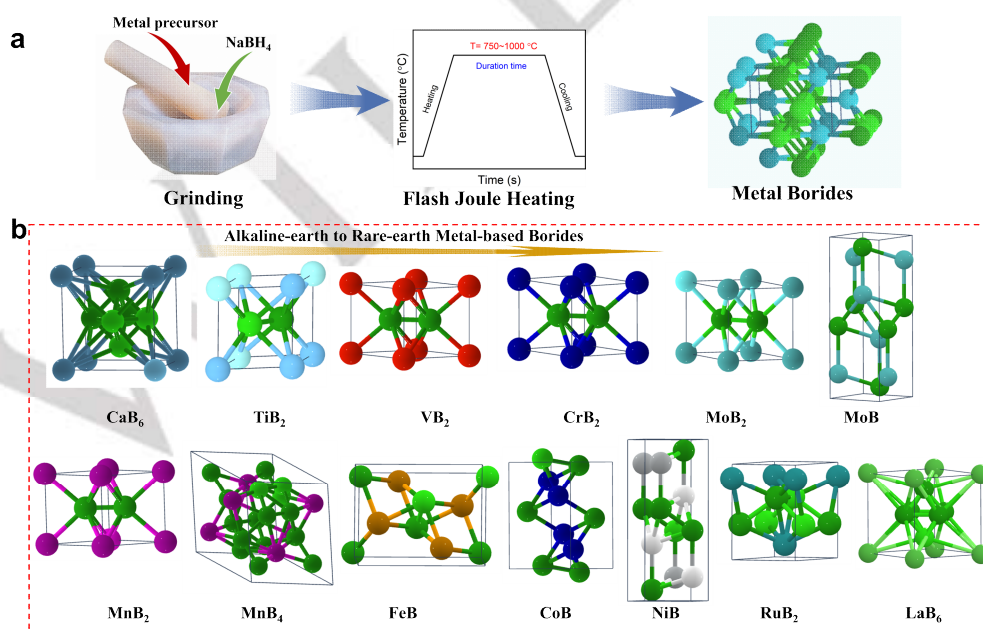 a
Metal precursor
NaBH₄
Grinding
Temperature (°C)
T= 750~1000 °C
Duration time
Heating
Cooling
Time (s)
Flash Joule Heating
Metal Borides
b
Alkaline-earth to Rare-earth Metal-based Borides
CaB₆
TiB₂
VB₂
CrB₂
MoB₂
MoB
MnB₂
MnB₄
FeB
CoB
NiB
RuB₂
LaB₆